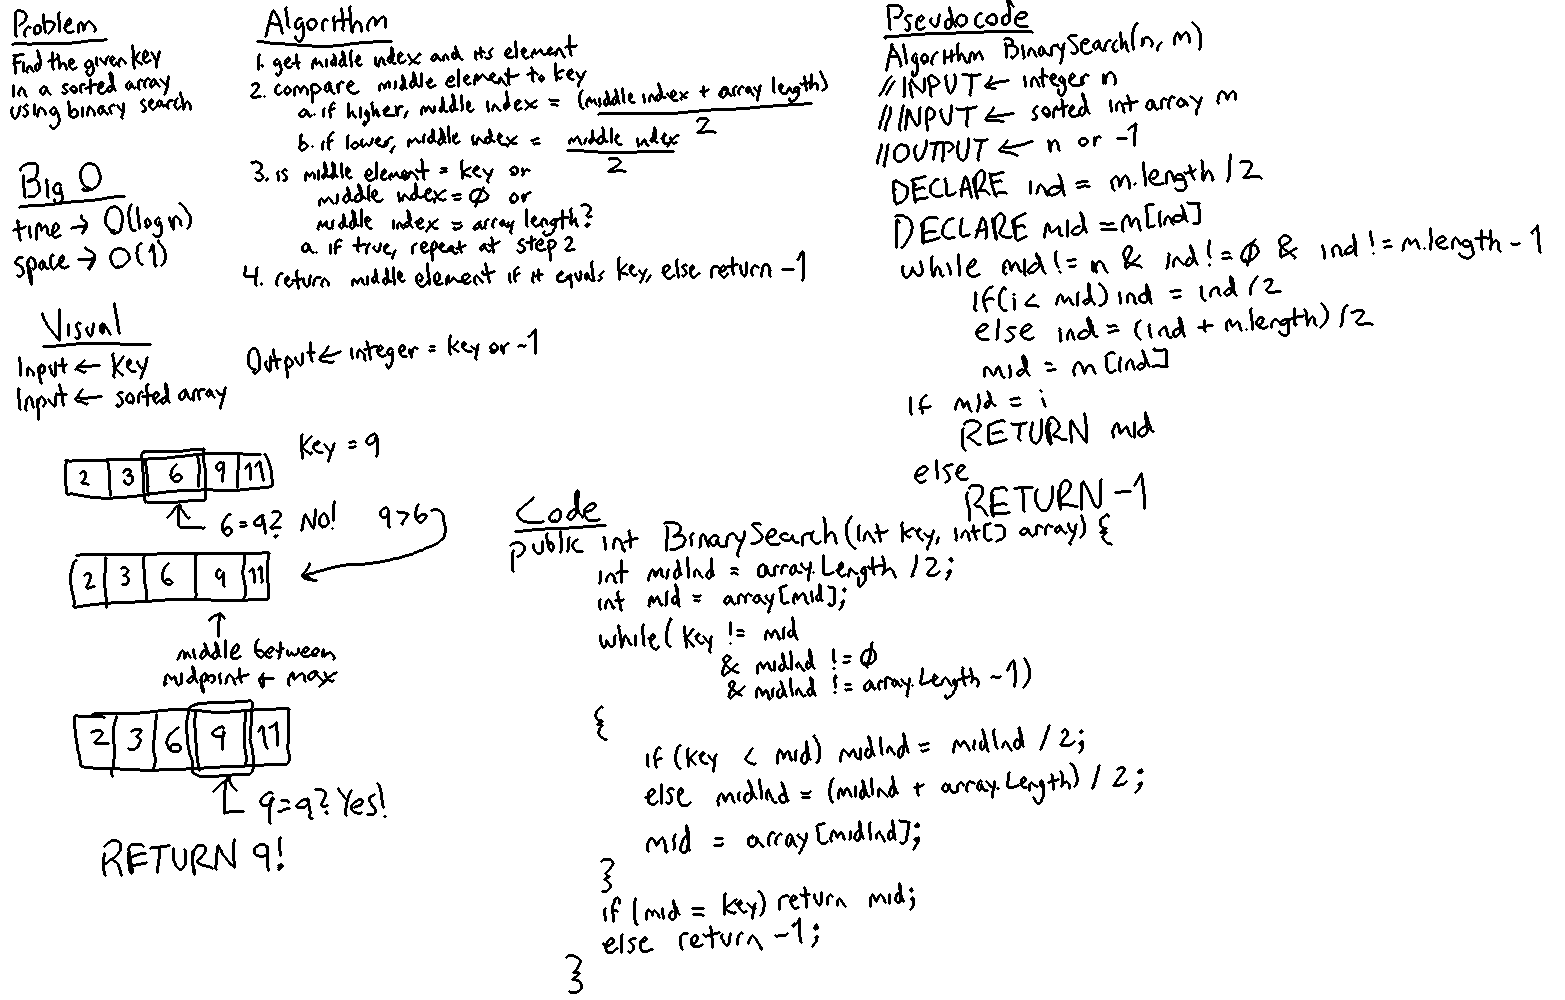 Problem
Find the given key
in a sorted array
using binary search
Big O
time → O(log n)
space → O(1)
Algorithm
1. get middle index and its element
2. compare middle element to key
a. if higher, middle index = (middle index + array length)
2
b. if lower, middle index = middle index
2
3. is middle element = key or
middle index = Ø or
middle index = array length?
a. if true, repeat at step 2
4. return middle element if it equals key, else return -1
Visual
Input ← key
Input ← sorted array
Output ← integer = key or -1
Key = 9
2 3 6 9 11
6=9? No! 9>6
2 3 6 9 11
middle between
midpoint + max
2 3 6 9 11
9=9? Yes!
RETURN 9!
Pseudocode
Algorithm BinarySearch(n, m)
//INPUT ← integer n
//INPUT ← sorted int array m
//OUTPUT ← n or -1
DECLARE ind = m.length / 2
DECLARE mid = m[ind]
while mid != n & ind != Ø & ind != m.length - 1
if(i < mid) ind = ind / 2
else ind = (ind + m.length) / 2
mid = m[ind]
if mid = i
RETURN mid
else
RETURN -1
Code
public int BinarySearch(int key, int[] array) {
int midInd = array.Length / 2;
int mid = array[mid];
while( key != mid
& midInd != Ø
& midInd != array.Length - 1)
{
if (key < mid) midInd = midInd / 2;
else midInd = (midInd + array.Length) / 2;
mid = array[midInd];
}
if (mid = key) return mid;
else return -1;
}